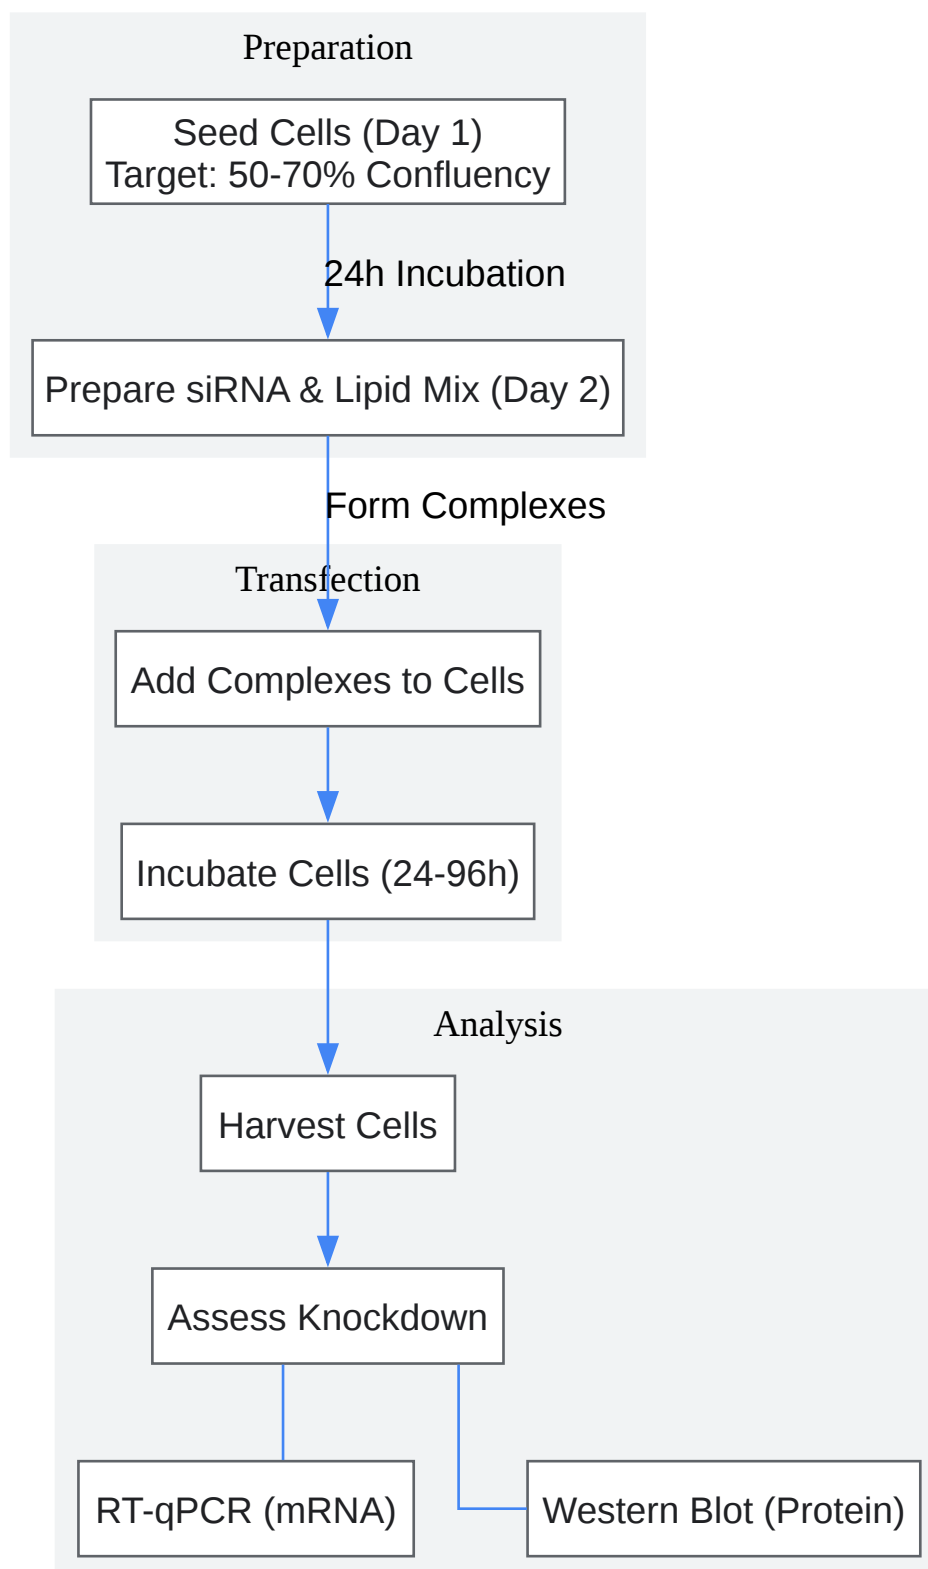 Preparation
Seed Cells (Day 1)
Target: 50-70% Confluency
24h Incubation
Prepare siRNA & Lipid Mix (Day 2)
Form Complexes
Transfection
Add Complexes to Cells
Incubate Cells (24-96h)
Analysis
Harvest Cells
Assess Knockdown
RT-qPCR (mRNA)
Western Blot (Protein)